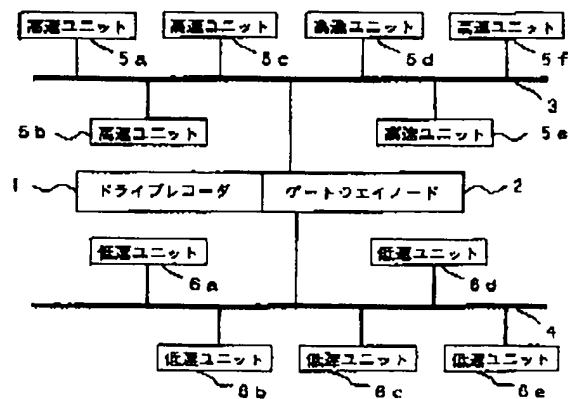 高速ユニット 高速ユニット 高速ユニット 高速ユニット
5a 5c 5d 5f
3
5b 高速ユニット 高速ユニット 5e
1 ドライブレコーダ ゲートウエイノード 2
低速ユニット 低速ユニット
6a 6d
4
低速ユニット 低速ユニット 低速ユニット
6b 6c 6e